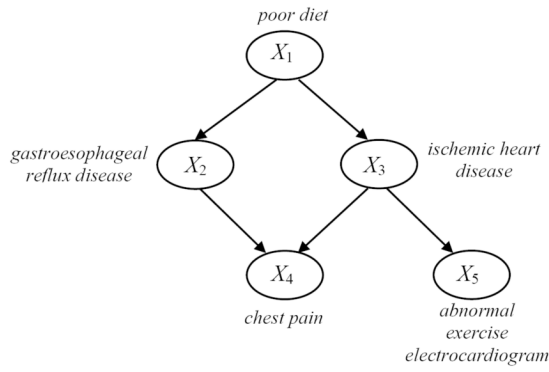 poor diet
X1
gastroesophageal
reflux disease
X2
X3
ischemic heart
disease
X4
chest pain
X5
abnormal
exercise
electrocardiogram